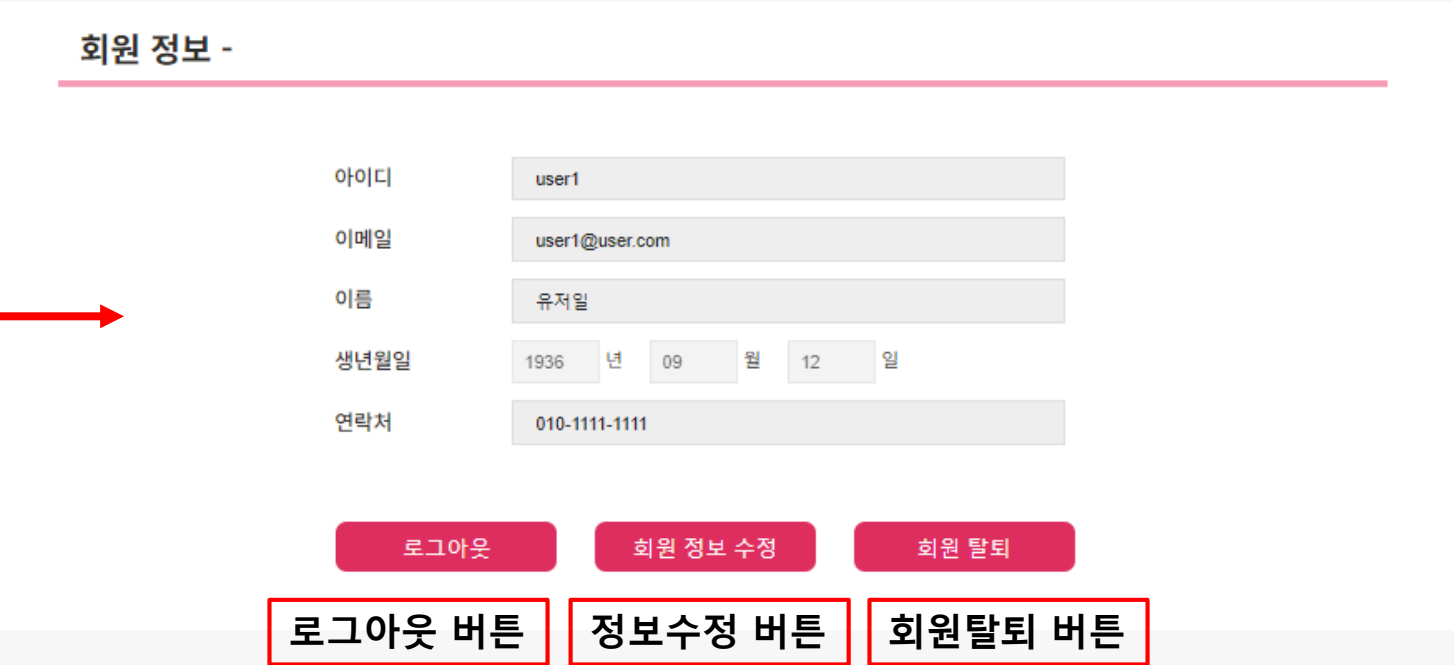 회원 정보 -
아이디 user1
이메일 user1@user.com
이름 유저일
생년월일 1936 년 09 월 12 일
연락처 010-1111-1111
로그아웃 회원 정보 수정 회원 탈퇴
로그아웃 버튼 정보수정 버튼 회원탈퇴 버튼